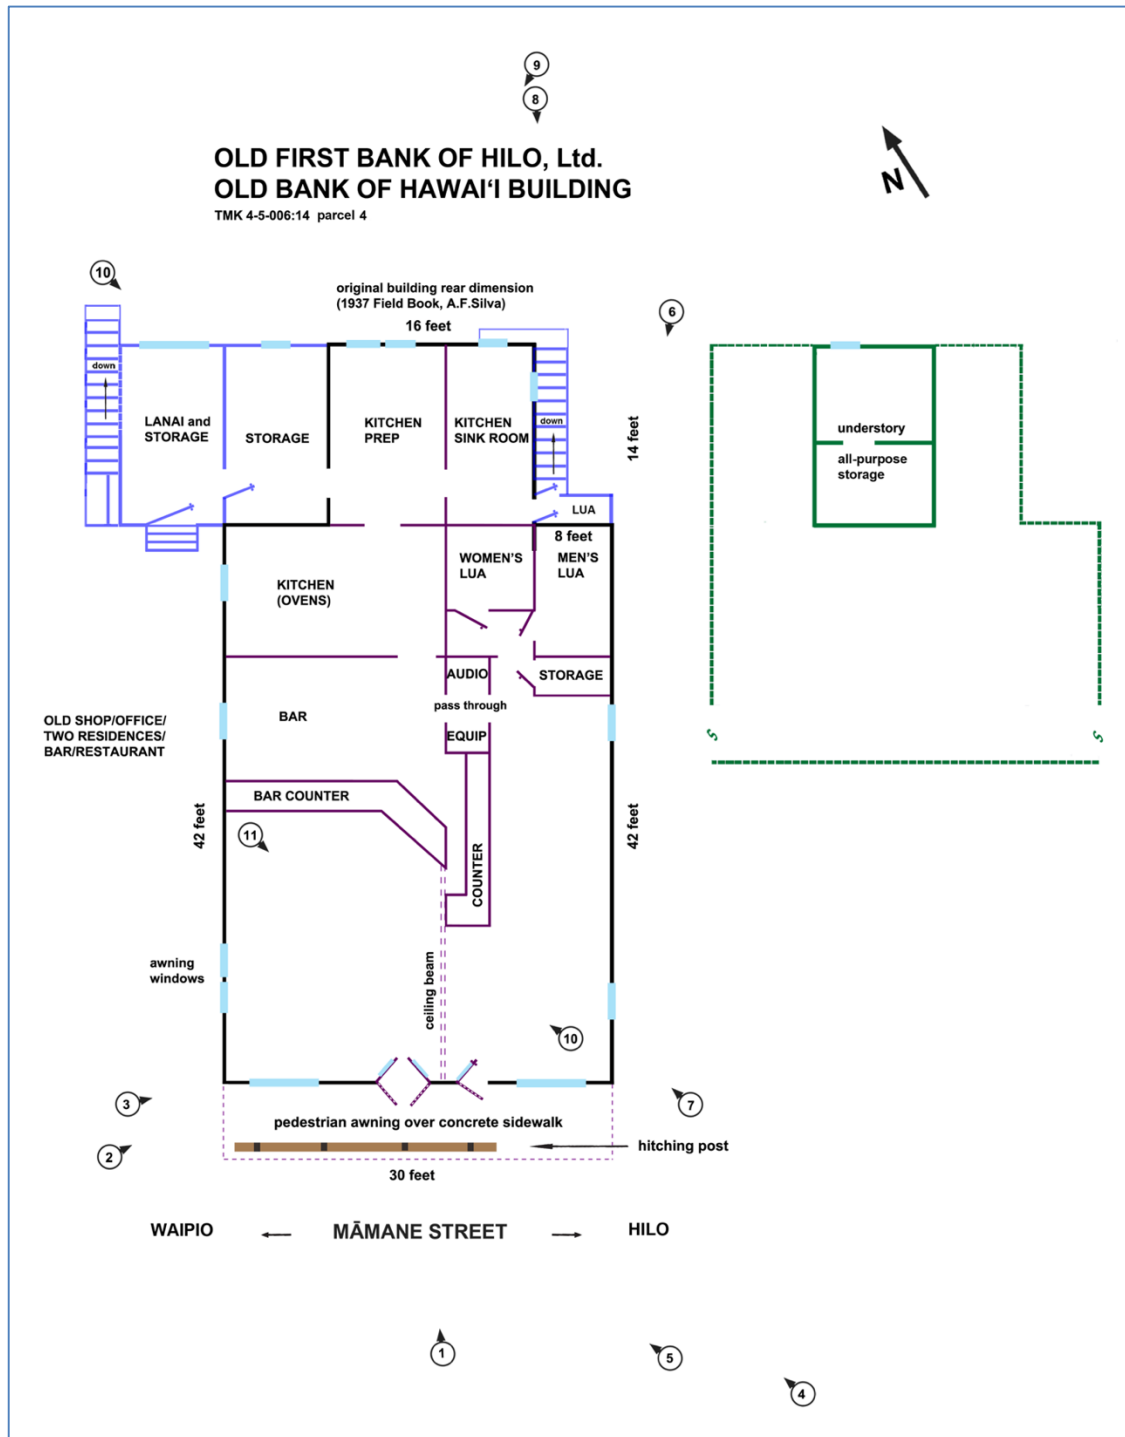 9
8
OLD FIRST BANK OF HILO, Ltd.
OLD BANK OF HAWAI‘I BUILDING
TMK 4-5-006:14 parcel 4
N
10
original building rear dimension
(1937 Field Book, A.F.Silva)
16 feet
6
down
LANAI and
STORAGE
STORAGE
KITCHEN
PREP
KITCHEN
SINK ROOM
down
14 feet
understory
all-purpose
storage
LUA
8 feet
WOMEN'S
LUA
MEN'S
LUA
KITCHEN
(OVENS)
AUDIO
STORAGE
pass through
BAR
EQUIP
OLD SHOP/OFFICE/
TWO RESIDENCES/
BAR/RESTAURANT
S
S
BAR COUNTER
42 feet
11
COUNTER
42 feet
awning
windows
ceiling beam
10
3
7
pedestrian awning over concrete sidewalk
2
hitching post
30 feet
WAIPIO
MĀMANE STREET
HILO
1
5
4